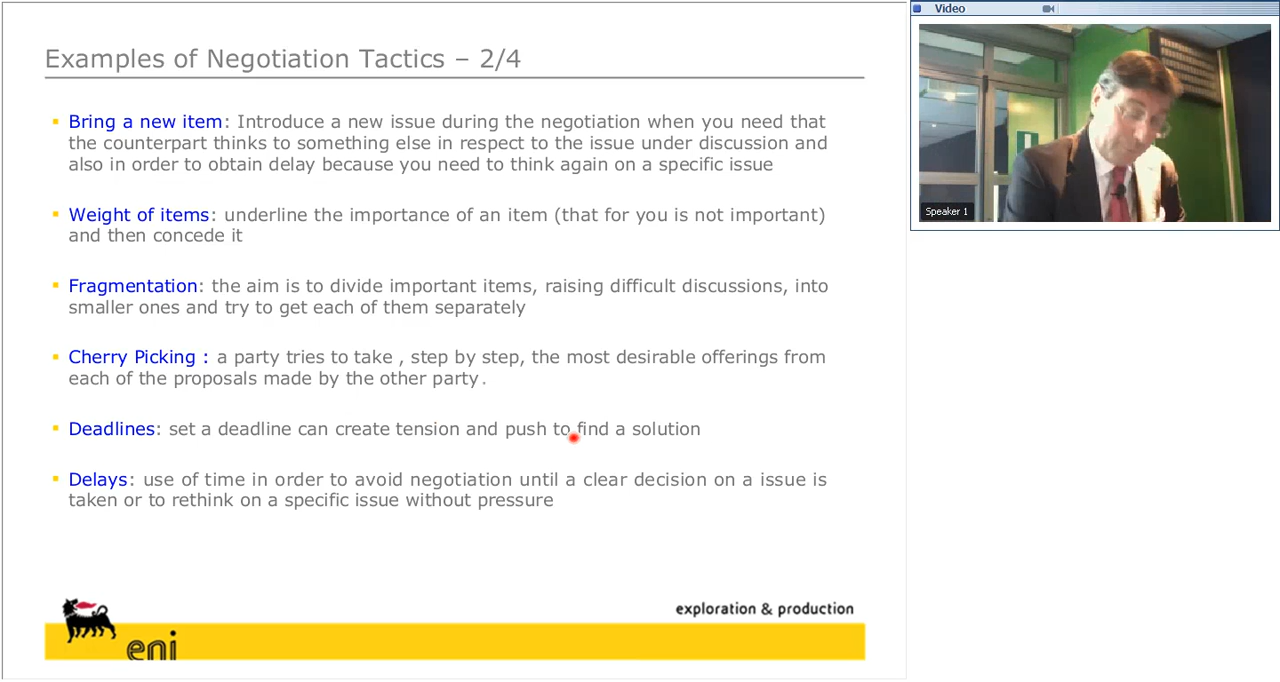 Examples of Negotiation Tactics – 2/4
Bring a new item: Introduce a new issue during the negotiation when you need that
the counterpart thinks to something else in respect to the issue under discussion and
also in order to obtain delay because you need to think again on a specific issue
Weight of items: underline the importance of an item (that for you is not important)
and then concede it
Fragmentation: the aim is to divide important items, raising difficult discussions, into
smaller ones and try to get each of them separately
Cherry Picking : a party tries to take , step by step, the most desirable offerings from
each of the proposals made by the other party.
Deadlines: set a deadline can create tension and push to find a solution
Delays: use of time in order to avoid negotiation until a clear decision on a issue is
taken or to rethink on a specific issue without pressure
exploration & production
eni
Video
Speaker 1